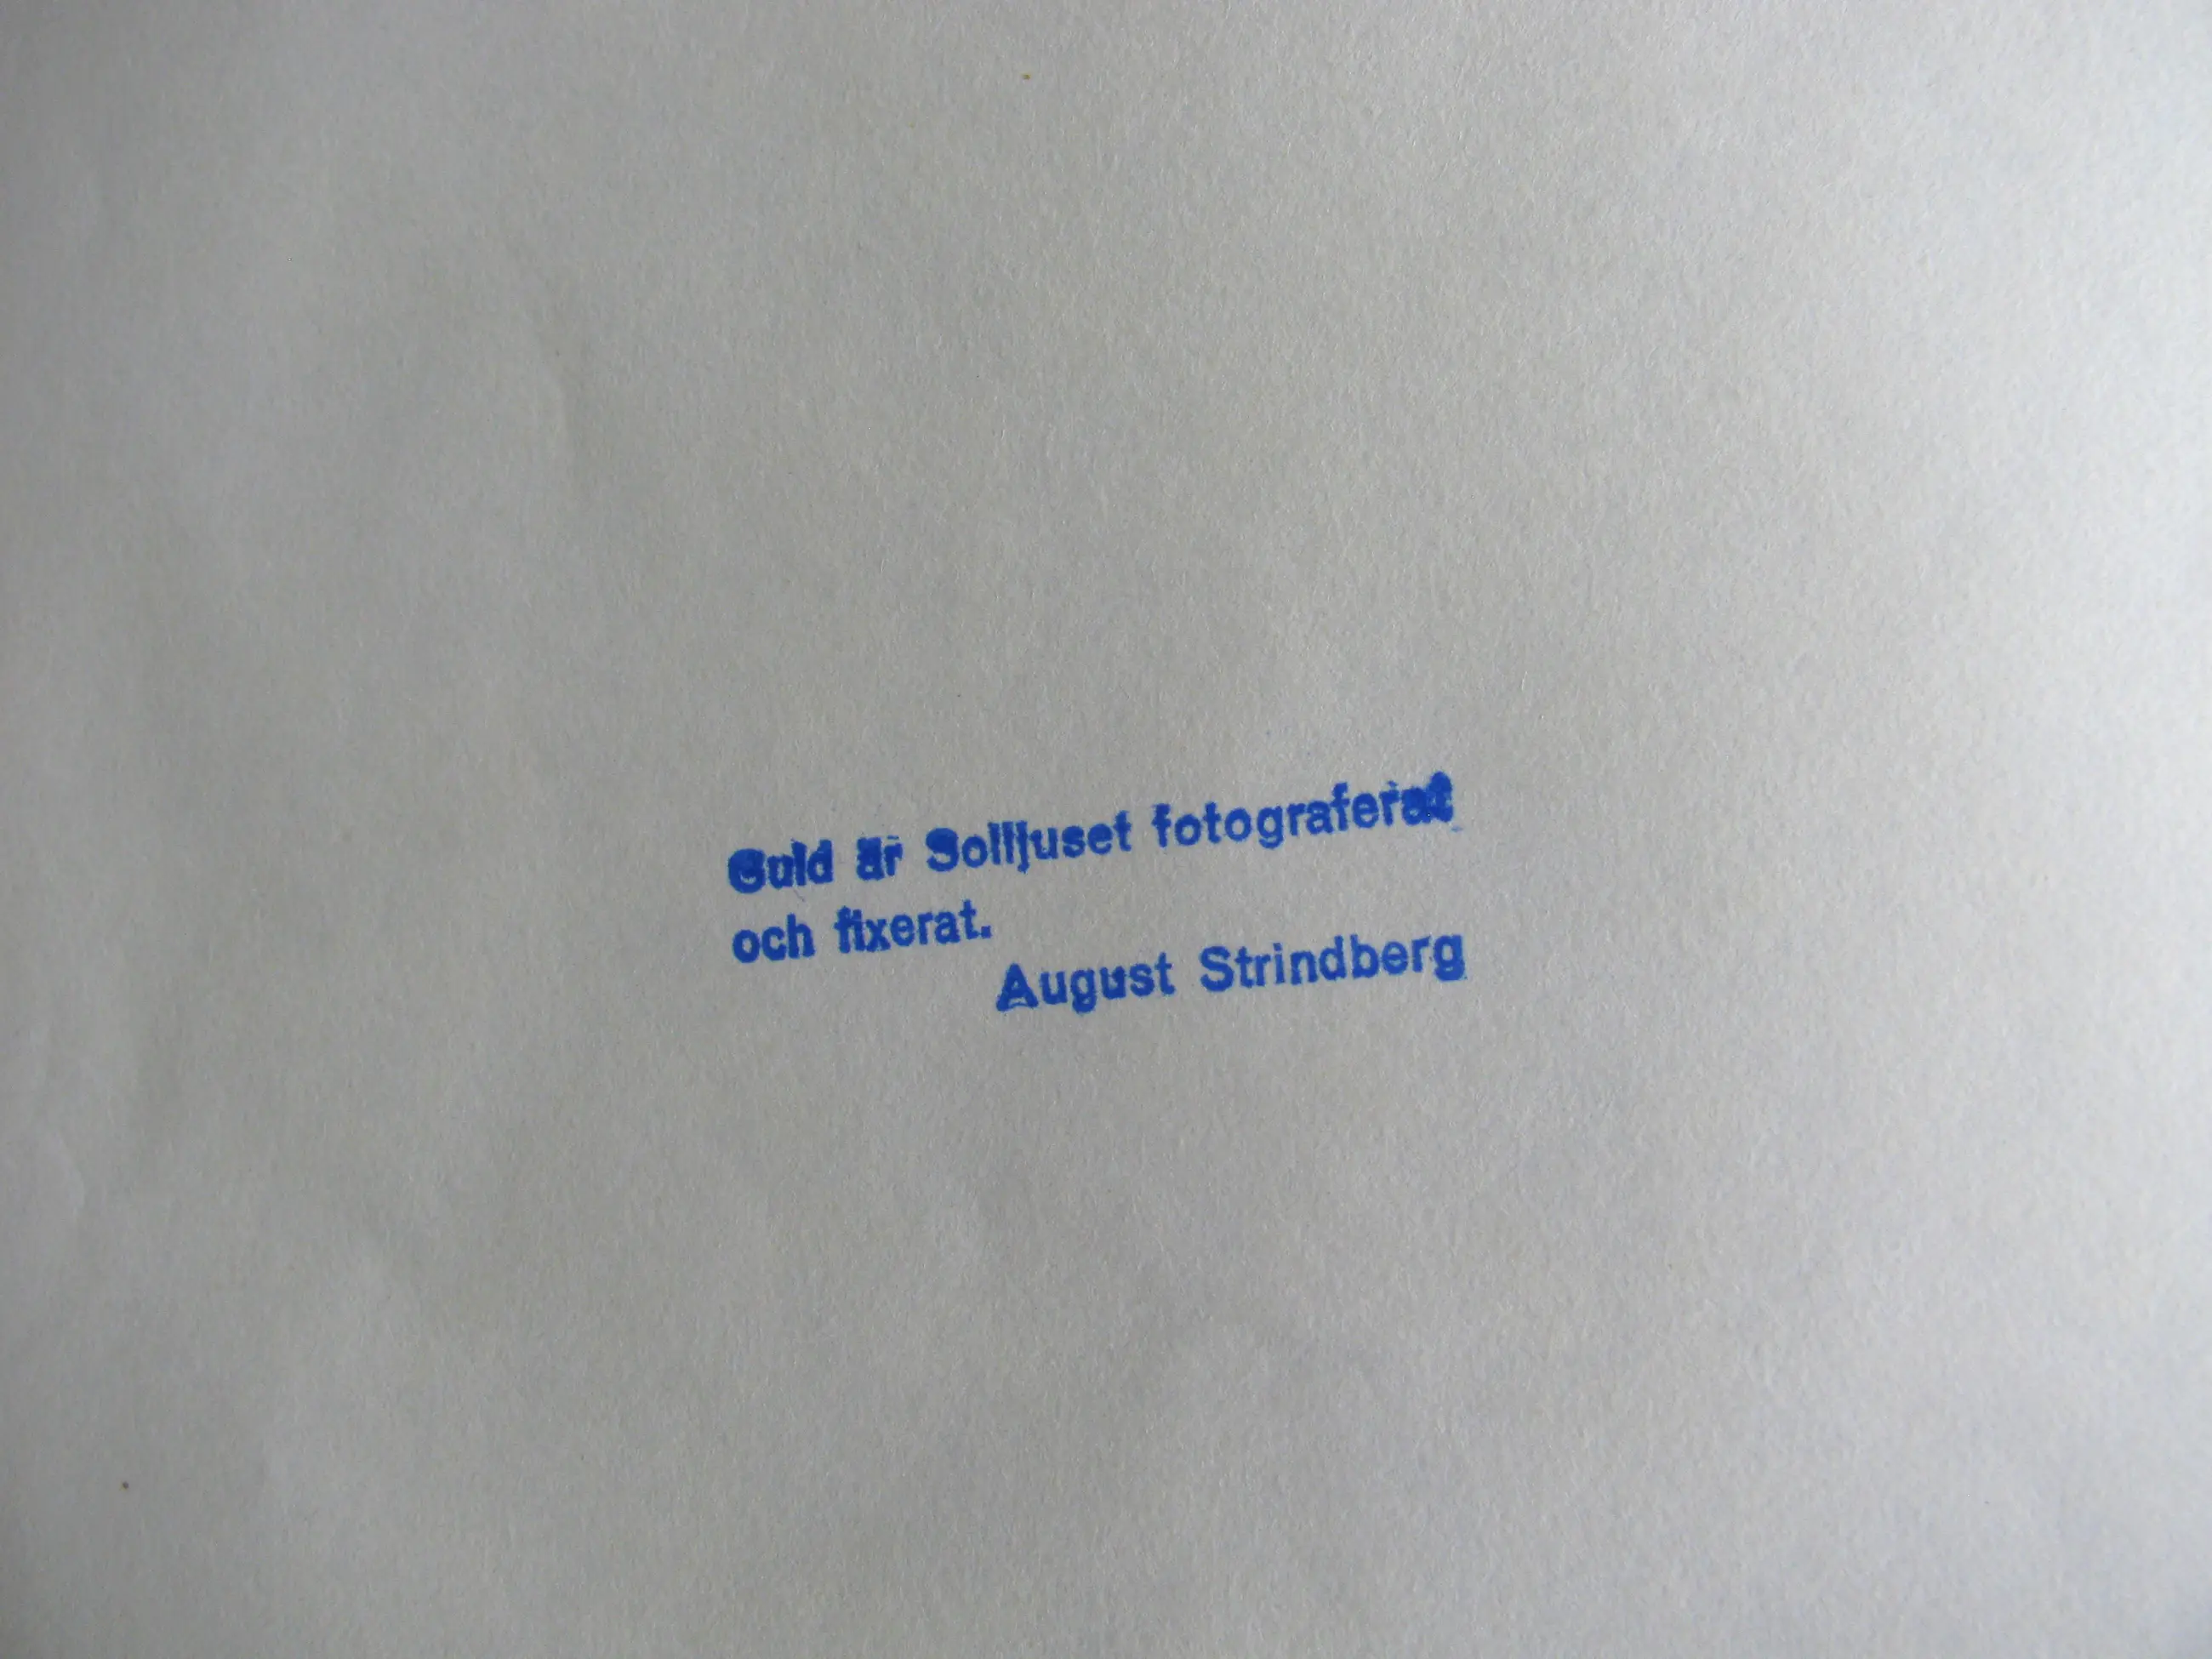 Guld är Solljuset fotograferat
och fixerat.
August Strindberg